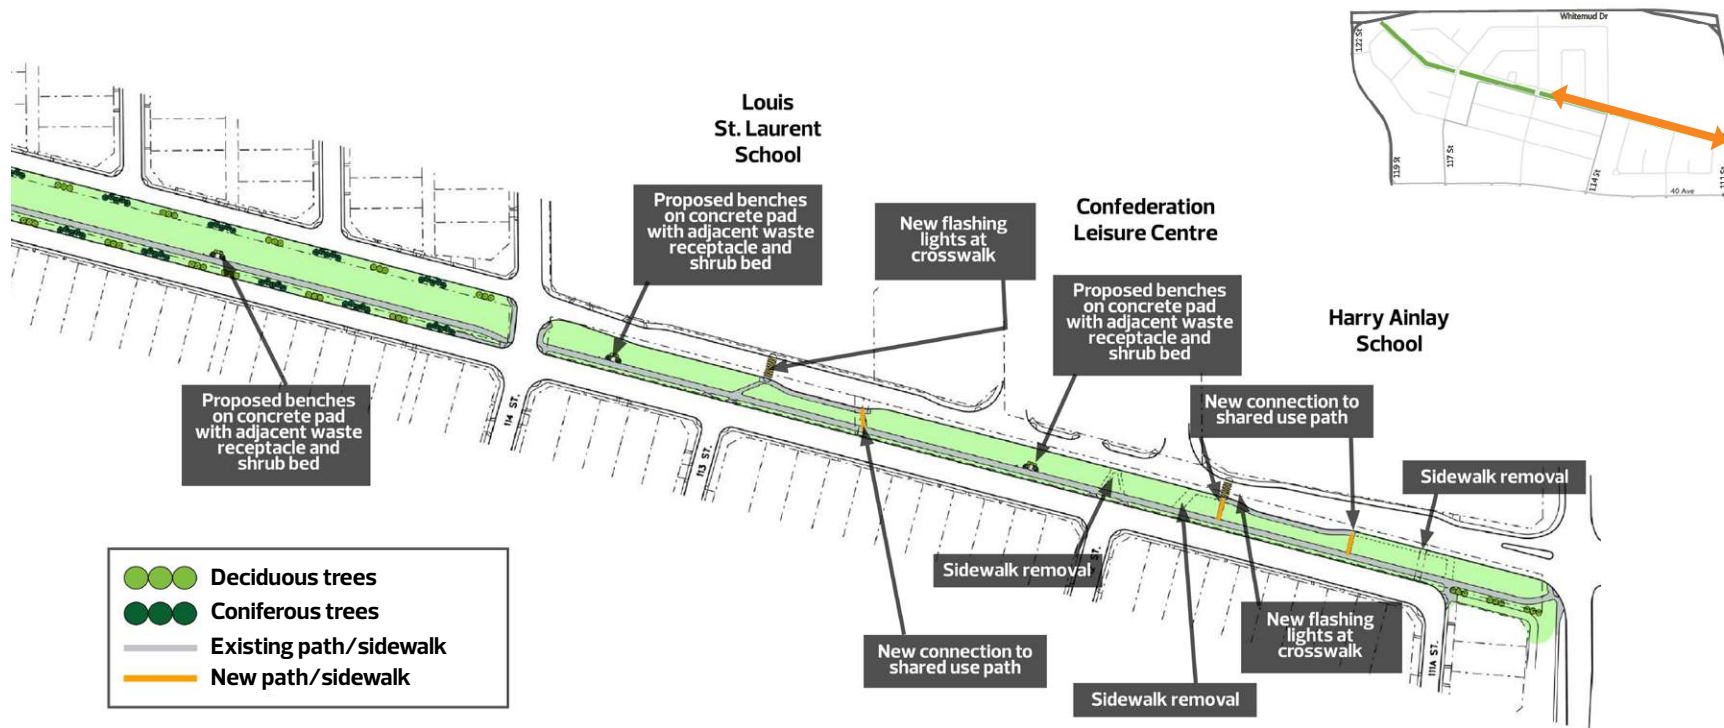 Whitemud Dr
122 St
119 St
117 St
114 St
111 St
40 Ave
Louis
St. Laurent
School
Proposed benches
on concrete pad
with adjacent waste
receptacle and
shrub bed
New flashing
lights at
crosswalk
Confederation
Leisure Centre
Proposed benches
on concrete pad
with adjacent waste
receptacle and
shrub bed
Harry Ainlay
School
New connection to
shared use path
Sidewalk removal
Proposed benches
on concrete pad
with adjacent waste
receptacle and
shrub bed
114 ST.
113 ST.
ST.
111A ST.
Sidewalk removal
New connection to
shared use path
New flashing
lights at
crosswalk
Sidewalk removal
Deciduous trees
Coniferous trees
Existing path/sidewalk
New path/sidewalk